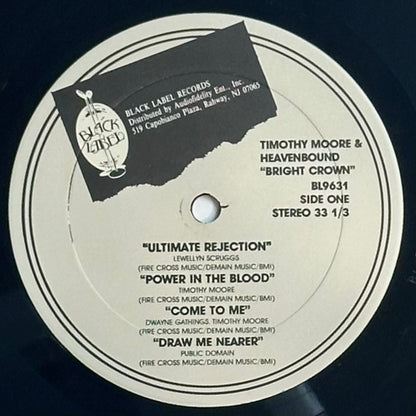 BLACK
LABEL
BLACK LABEL RECORDS
Distributed by Audiofidelity Ent., Inc.
519 Capobianco Plaza, Rahway, NJ 07065
TIMOTHY MOORE &
HEAVENBOUND
"BRIGHT CROWN"
BL9631
SIDE ONE
STEREO 33 1/3
"ULTIMATE REJECTION"
LEWELLYN SCRUGGS
(FIRE CROSS MUSIC/DEMAIN MUSIC/BMI)
"POWER IN THE BLOOD"
TIMOTHY MOORE
(FIRE CROSS MUSIC/DEMAIN MUSIC/BMI)
"COME TO ME"
DWAYNE GATHINGS, TIMOTHY MOORE
(FIRE CROSS MUSIC/DEMAIN MUSIC/BMI)
"DRAW ME NEARER"
PUBLIC DOMAIN
(FIRE CROSS MUSIC/DEMAIN MUSIC/BMI)